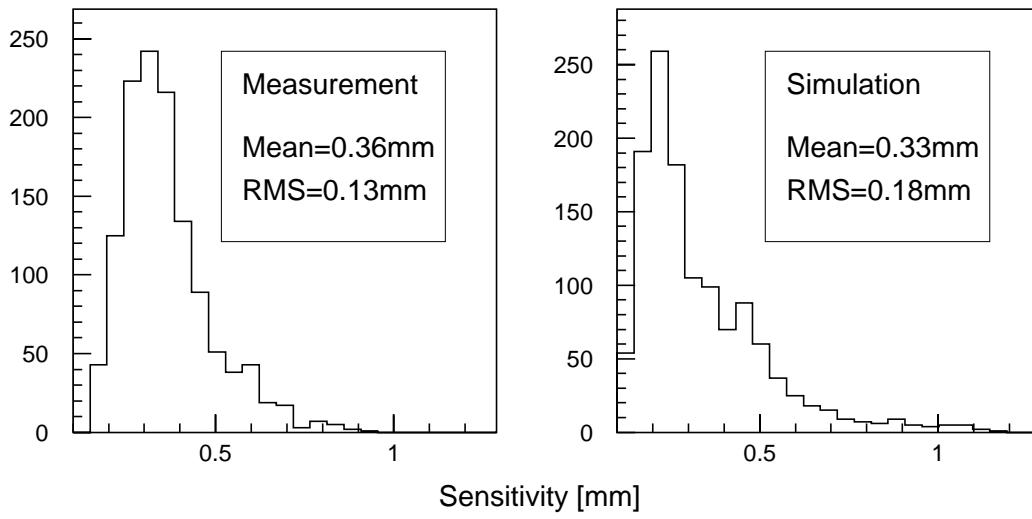 250
200
150
100
50
0
0.5
1
Measurement
Mean=0.36mm
RMS=0.13mm
250
200
150
100
50
0
0.5
1
Simulation
Mean=0.33mm
RMS=0.18mm
Sensitivity [mm]